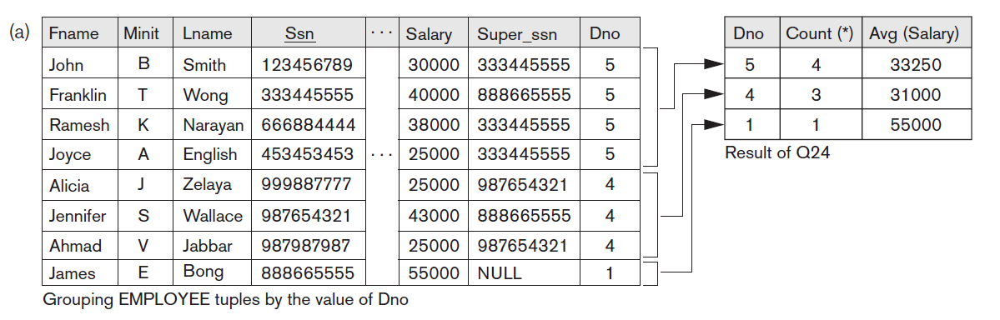 (a) Fname Minit Lname Ssn · · · Salary Super_ssn Dno
John B Smith 123456789 30000 333445555 5
Franklin T Wong 333445555 40000 888665555 5
Ramesh K Narayan 666884444 38000 333445555 5
Joyce A English 453453453 · · · 25000 333445555 5
Alicia J Zelaya 999887777 25000 987654321 4
Jennifer S Wallace 987654321 43000 888665555 4
Ahmad V Jabbar 987987987 25000 987654321 4
James E Bong 888665555 55000 NULL 1
Grouping EMPLOYEE tuples by the value of Dno
Dno Count (*) Avg (Salary)
5 4 33250
4 3 31000
1 1 55000
Result of Q24